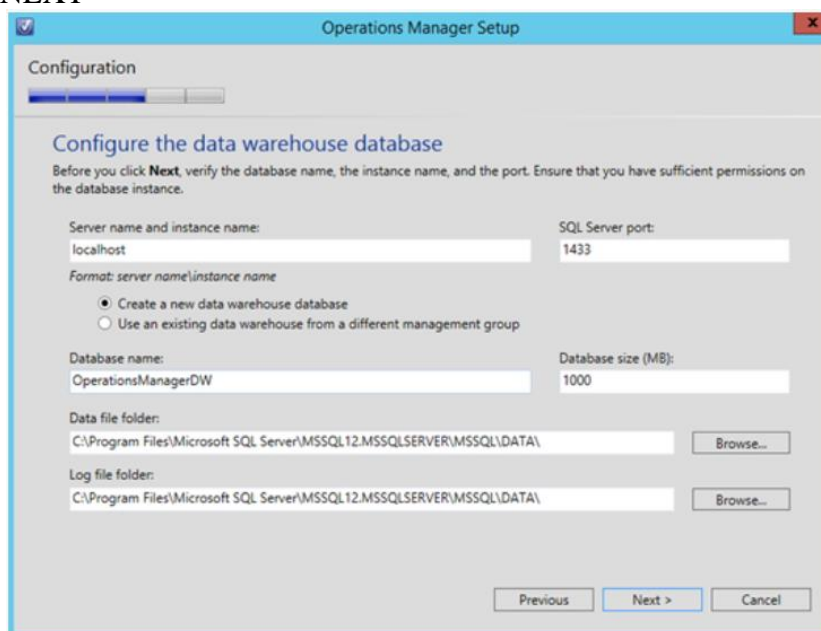 NEXT
Operations Manager Setup
x
Configuration
Configure the data warehouse database
Before you click Next, verify the database name, the instance name, and the port. Ensure that you have sufficient permissions on
the database instance.
Server name and instance name:
SQL Server port:
localhost
1433
Format: server name\instance name
Create a new data warehouse database
Use an existing data warehouse from a different management group
Database name:
Database size (MB):
OperationsManagerDW
1000
Data file folder:
C:\Program Files\Microsoft SQL Server\MSSQL12.MSSQLSERVER\MSSQL\DATA\
Browse...
Log file folder:
C:\Program Files\Microsoft SQL Server\MSSQL12.MSSQLSERVER\MSSQL\DATA\
Browse...
Previous
Next >
Cancel